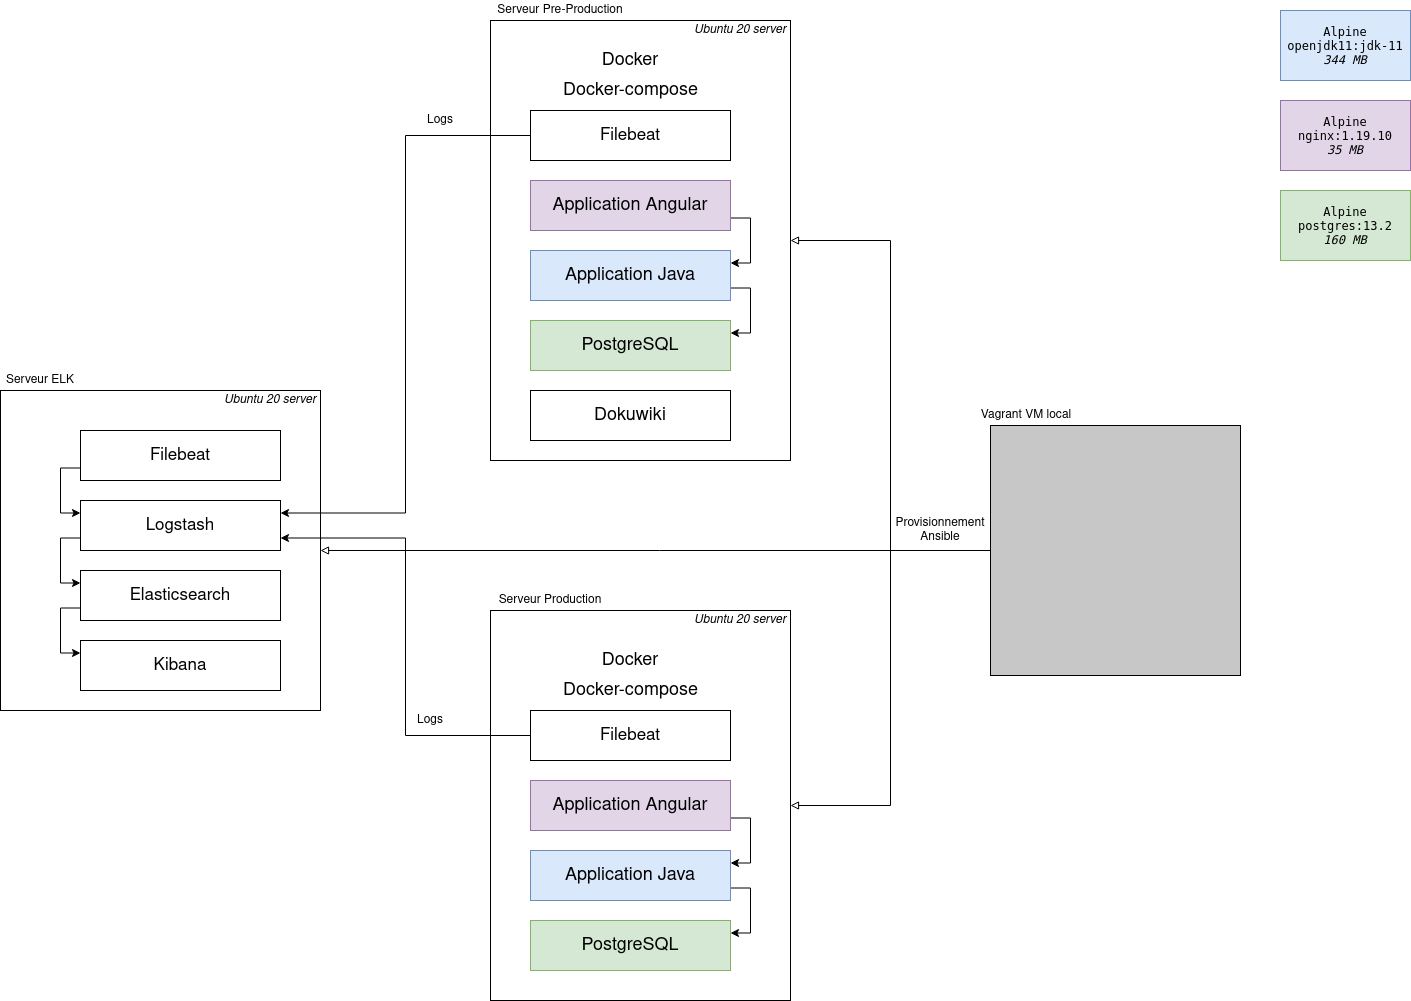 Serveur Pre-Production
Ubuntu 20 server
Docker
Docker-compose
Filebeat
Application Angular
Application Java
PostgreSQL
Dokuwiki
Logs
Alpine
openjdk11:jdk-11
344 MB
Alpine
nginx:1.19.10
35 MB
Alpine
postgres:13.2
160 MB
Serveur ELK
Ubuntu 20 server
Filebeat
Logstash
Elasticsearch
Kibana
Vagrant VM local
Provisionnement
Ansible
Serveur Production
Ubuntu 20 server
Docker
Docker-compose
Logs
Filebeat
Application Angular
Application Java
PostgreSQL